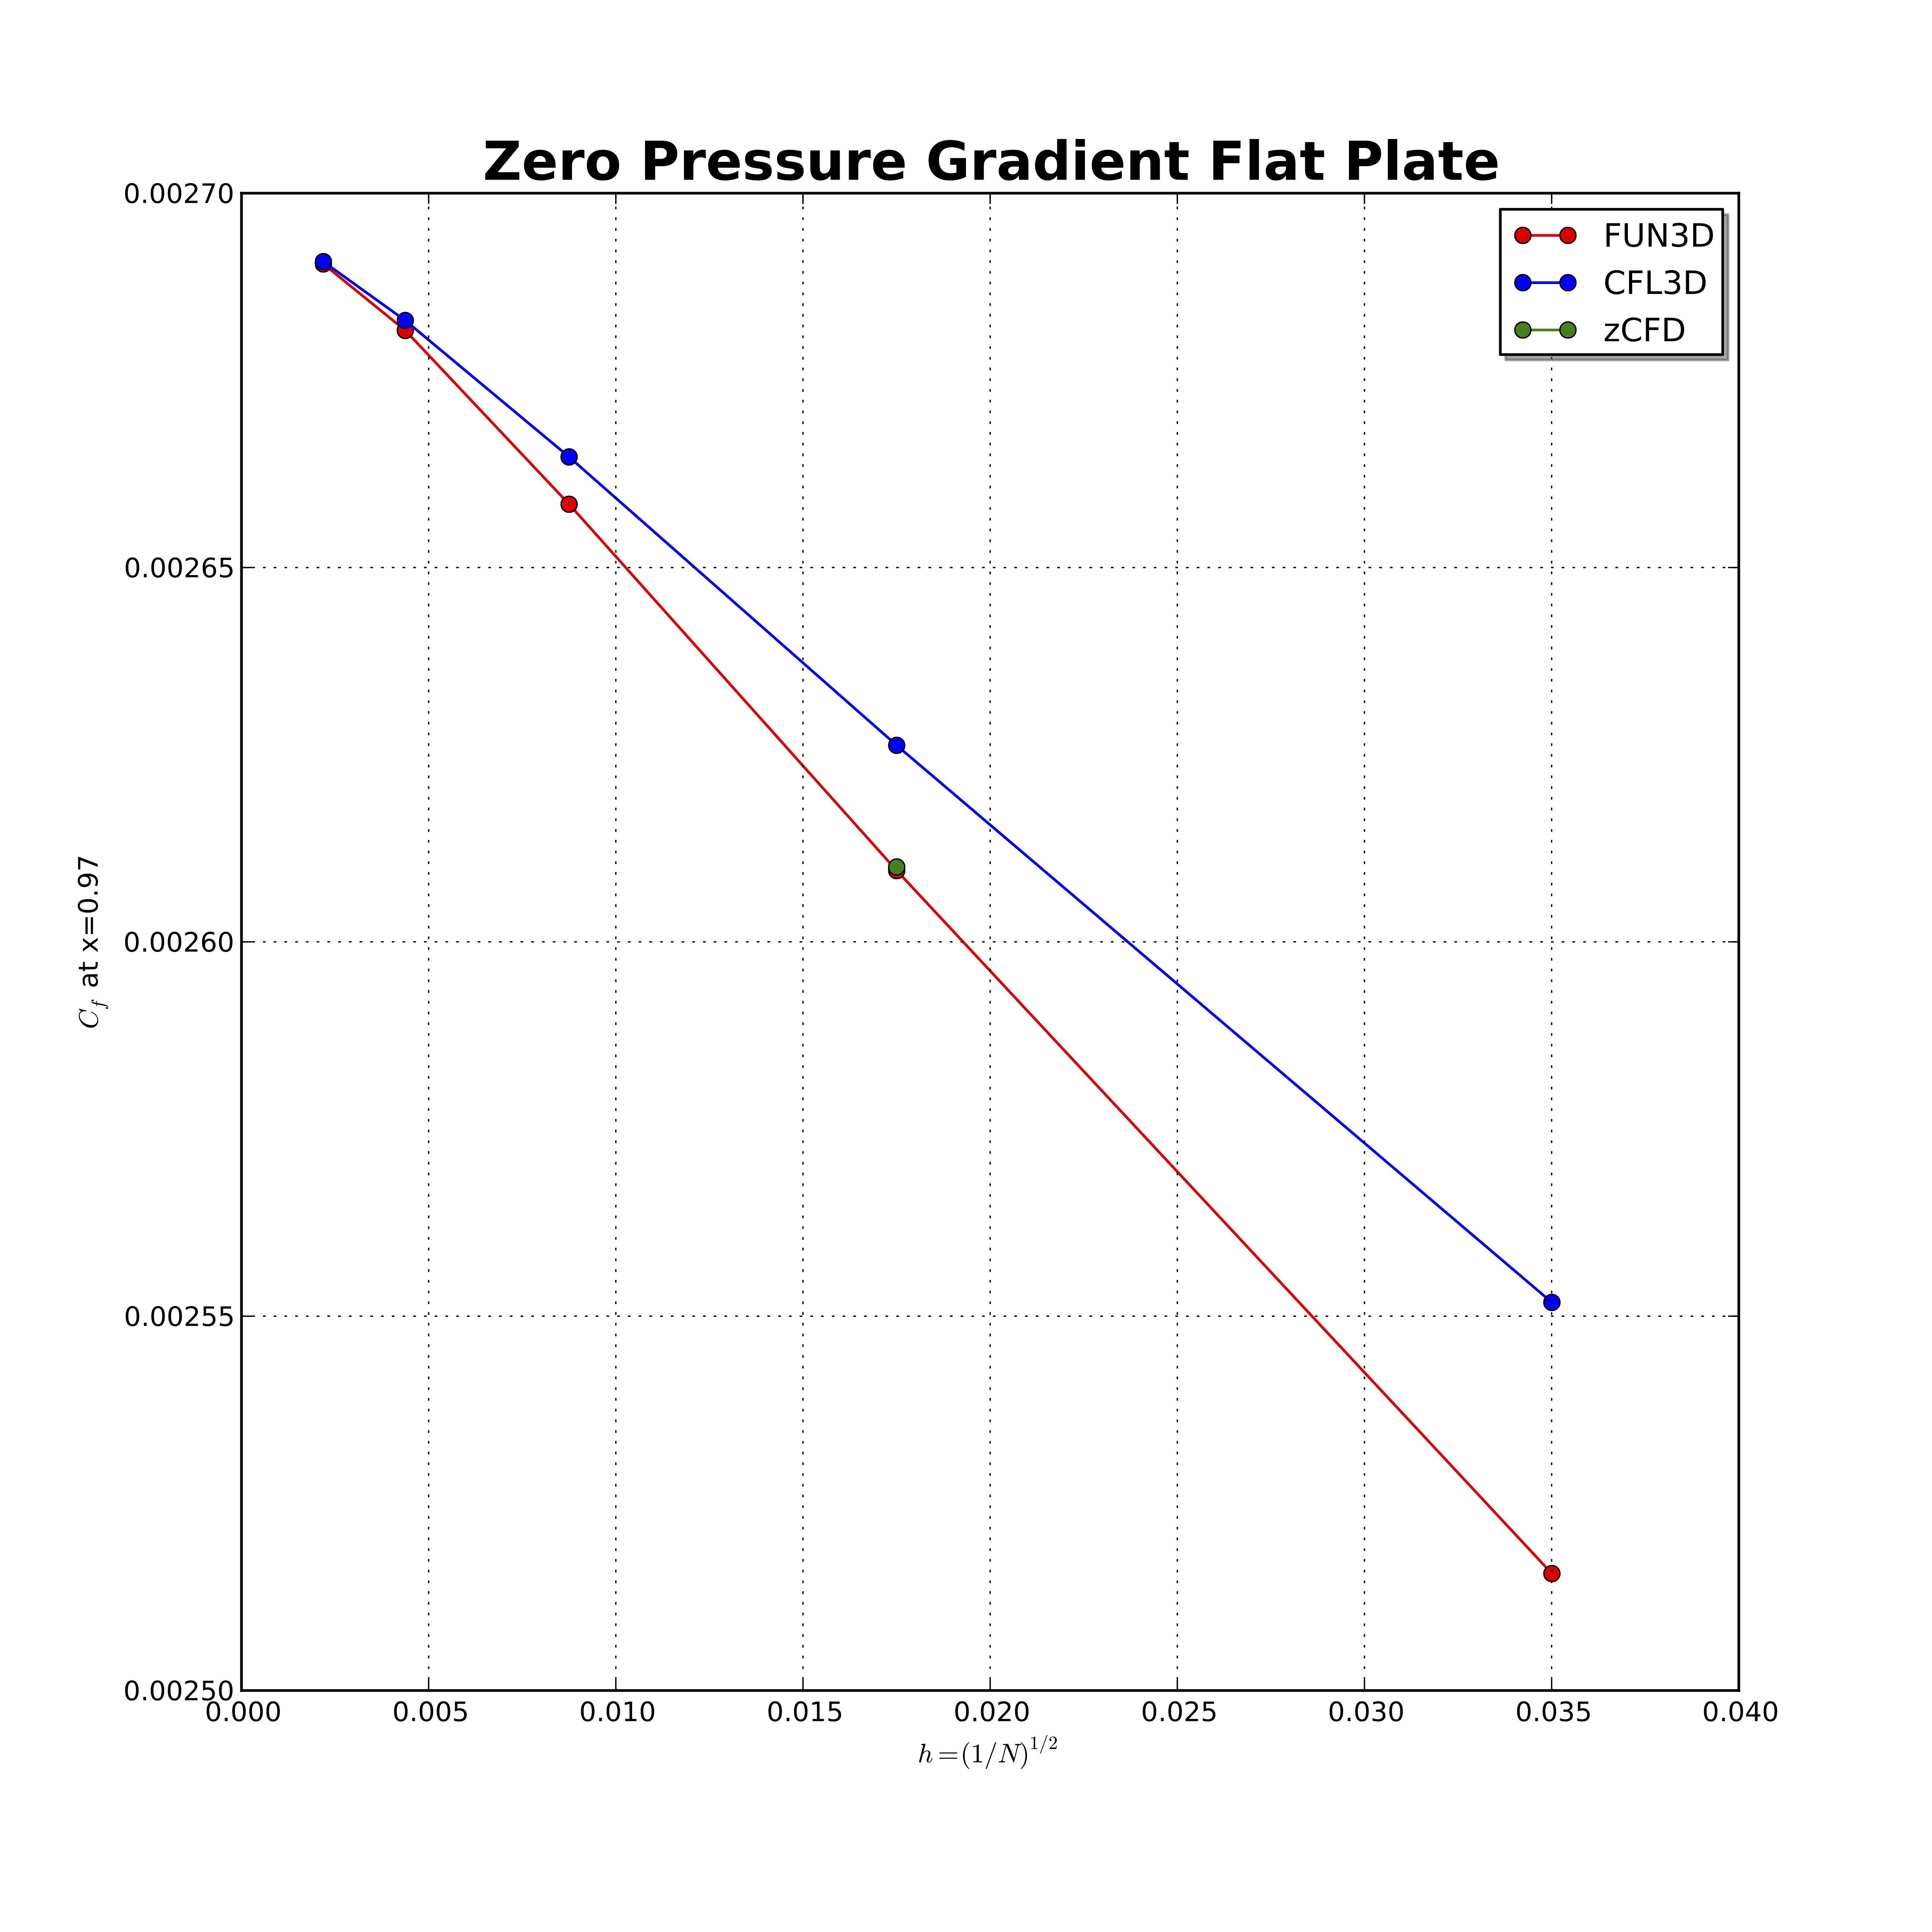 Zero Pressure Gradient Flat Plate
0.00270
0.00265
0.00260
0.00255
0.00250
C_f at x=0.97
FUN3D
CFL3D
zCFD
0.000 0.005 0.010 0.015 0.020 0.025 0.030 0.035 0.040
h=(1/N)^{1/2}